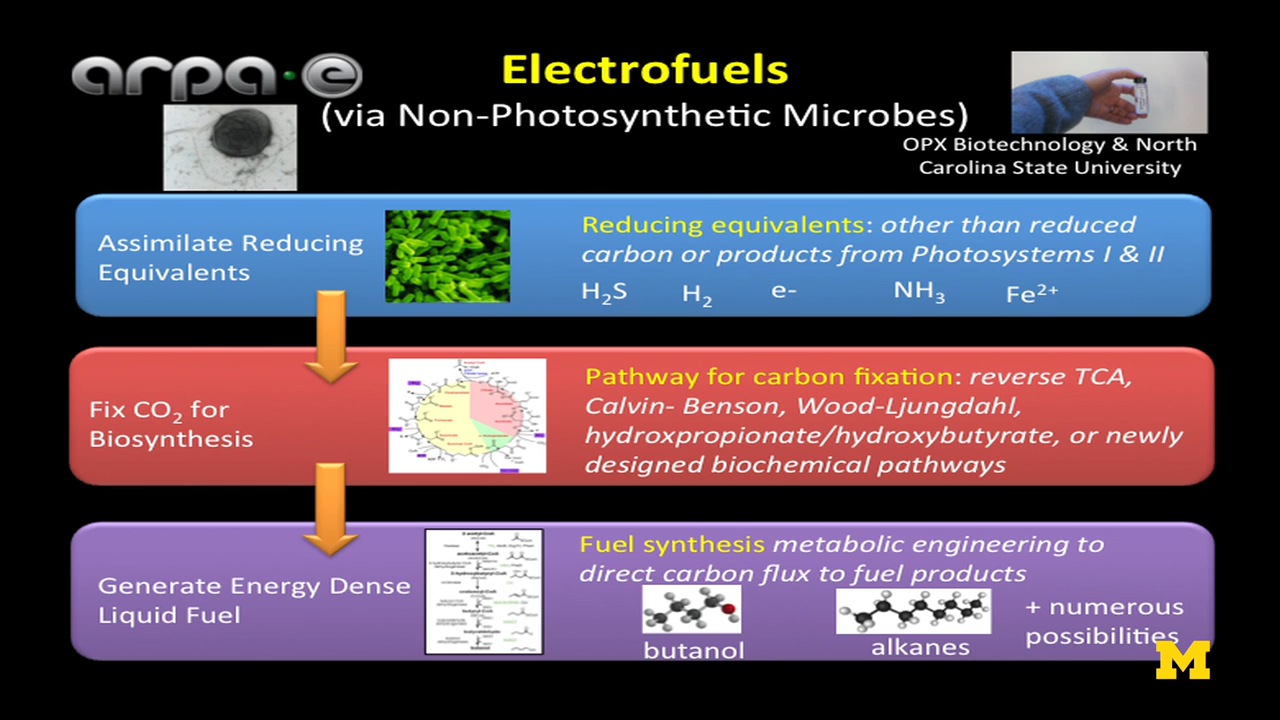 arpa·e
Electrofuels
(via Non-Photosynthetic Microbes)
OPX Biotechnology & North
Carolina State University
Assimilate Reducing
Equivalents
Reducing equivalents: other than reduced
carbon or products from Photosystems I & II
H₂S H₂ e- NH₃ Fe²⁺
Fix CO₂ for
Biosynthesis
Pathway for carbon fixation: reverse TCA,
Calvin- Benson, Wood-Ljungdahl,
hydroxpropionate/hydroxybutyrate, or newly
designed biochemical pathways
Generate Energy Dense
Liquid Fuel
Fuel synthesis metabolic engineering to
direct carbon flux to fuel products
butanol
alkanes
+ numerous
possibilities
M